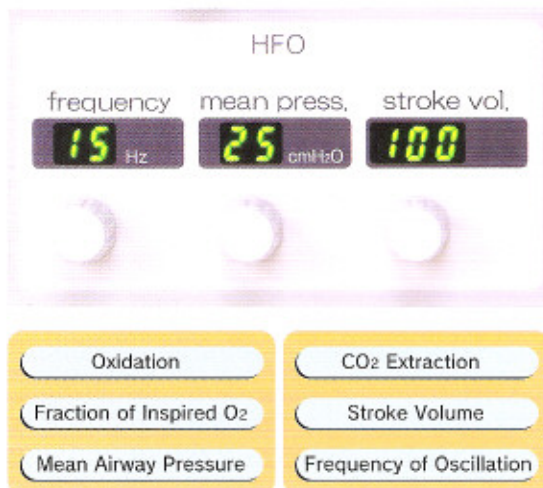 HFO
frequency mean press. stroke vol.
15 Hz 25 cmH₂O 100
Oxidation
Fraction of Inspired O₂
Mean Airway Pressure
CO₂ Extraction
Stroke Volume
Frequency of Oscillation